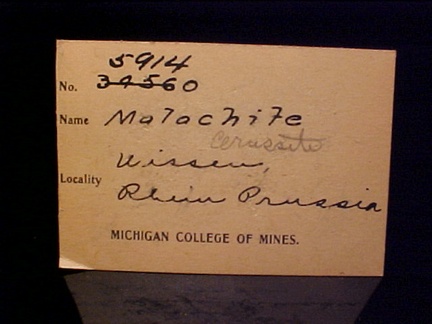 5914
No. 34560
Name Malachite
Cerussite
Wissen,
Locality
Rhein Prussia
MICHIGAN COLLEGE OF MINES.